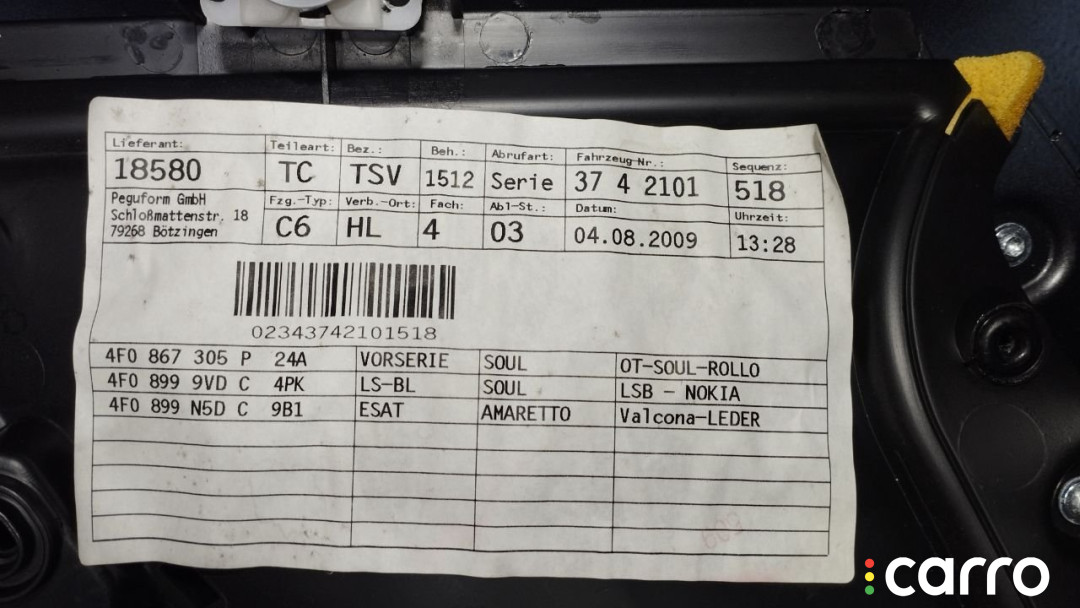 Lieferant: Teileart: Bez.: Beh.: Abrufart: Fahrzeug-Nr.: Sequenz:
18580 TC TSV 1512 Serie 37 4 2101 518
Peguform GmbH Fzg.-Typ: Verb.-Ort: Fach: Abl-St.: Datum: Uhrzeit:
Schloßmattenstr. 18 C6 HL 4 03 04.08.2009 13:28
79268 Bötzingen
02343742101518
4F0 867 305 P 24A VORSERIE SOUL OT-SOUL-ROLLO
4F0 899 9VD C 4PK LS-BL SOUL LSB - NOKIA
4F0 899 N5D C 9B1 ESAT AMARETTO Valcona-LEDER
carro